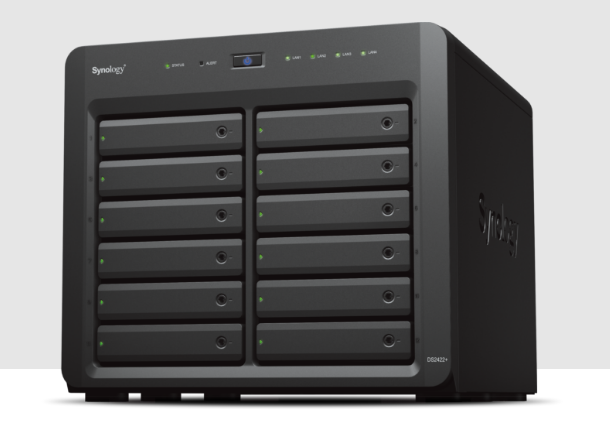 Synology
STATUS
ALERT
LAN1
LAN2
LAN3
LAN4
Synology
DS2422+